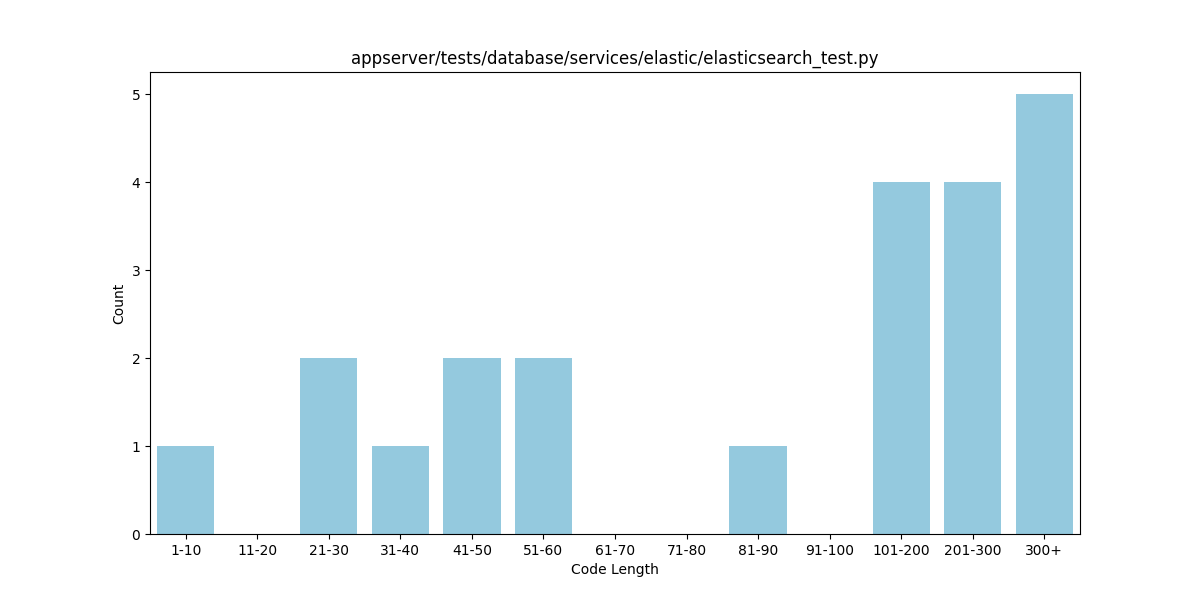 appserver/tests/database/services/elastic/elasticsearch_test.py
5
4
3
2
1
0
Count
1-10 11-20 21-30 31-40 41-50 51-60 61-70 71-80 81-90 91-100 101-200 201-300 300+
Code Length